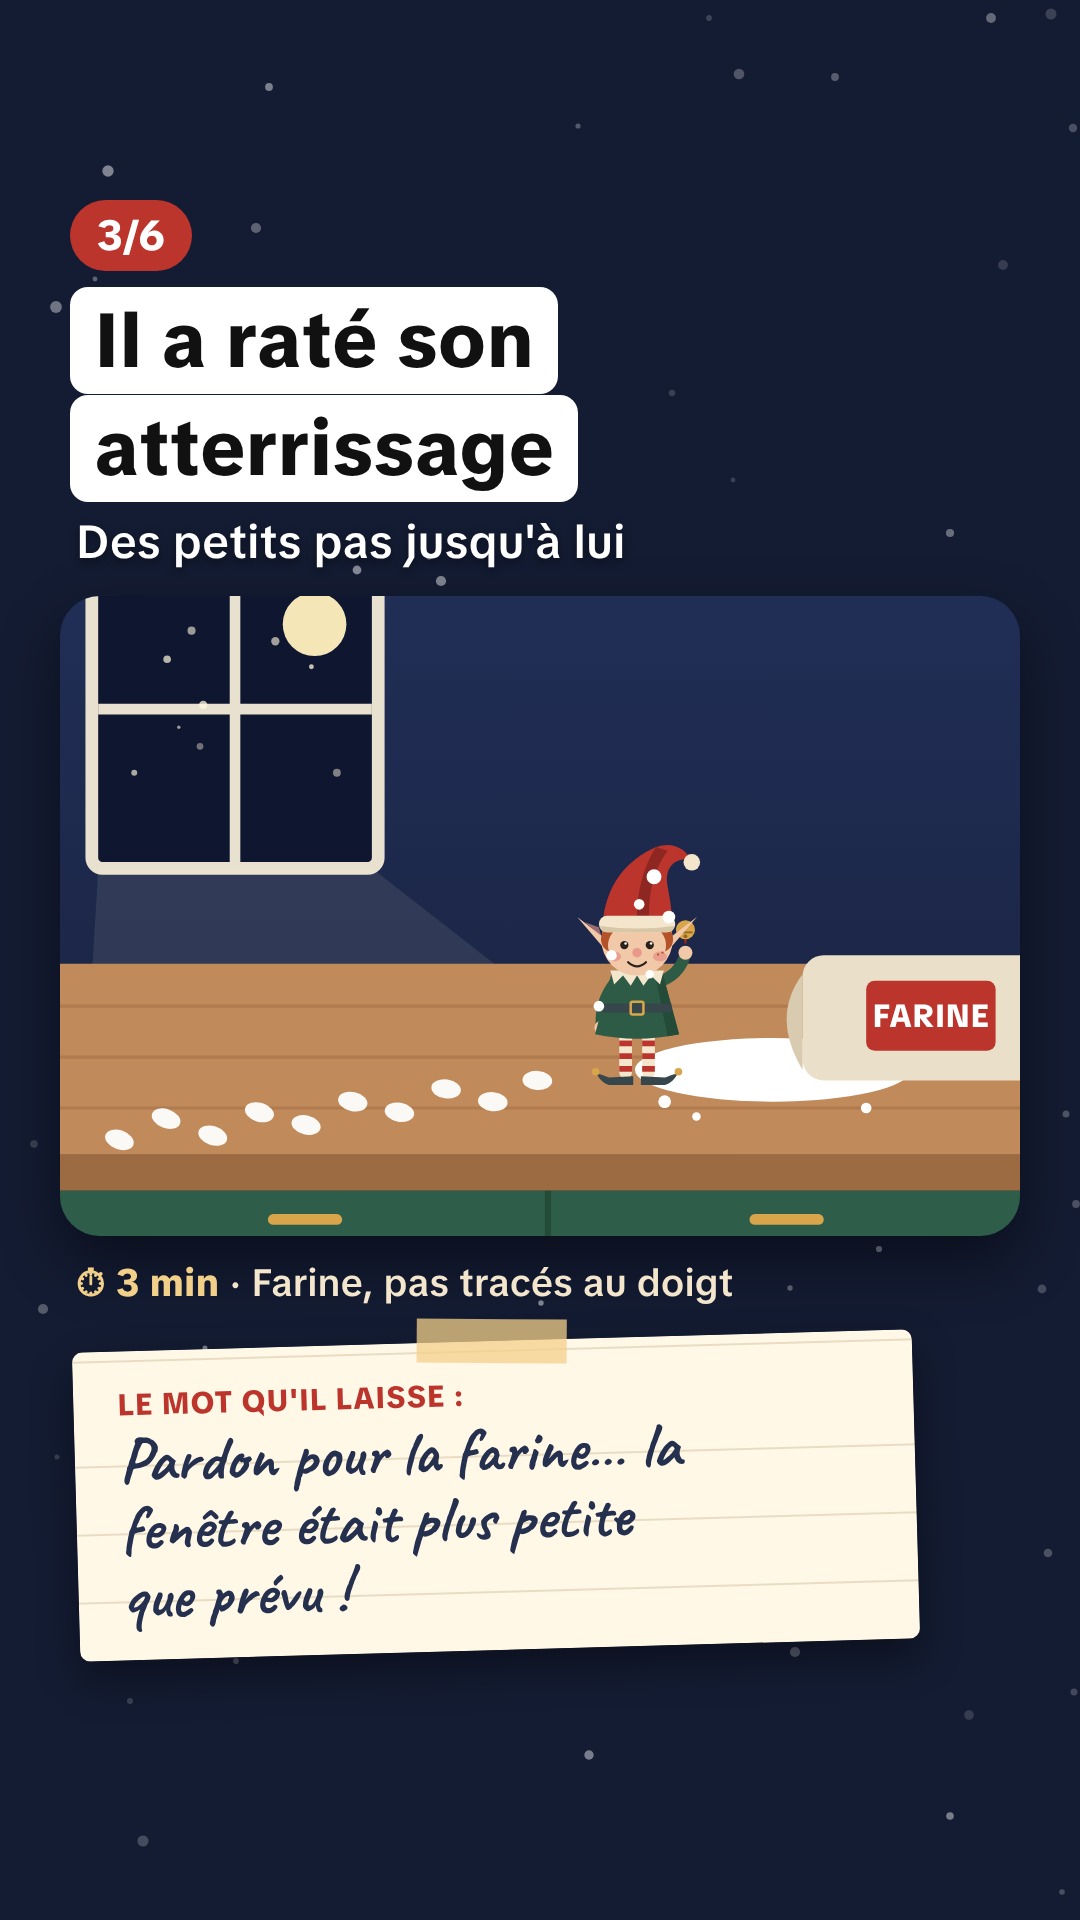 3/6
Il a raté son
atterrissage
Des petits pas jusqu'à lui
FARINE
⏱ 3 min · Farine, pas tracés au doigt
LE MOT QU'IL LAISSE :
Pardon pour la farine... la
fenêtre était plus petite
que prévu !